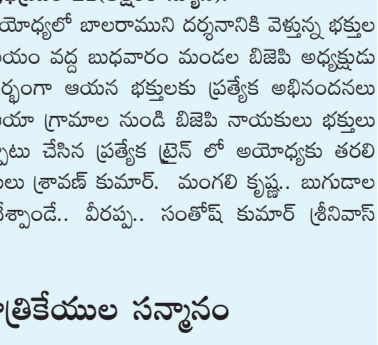 యోధ్యలో బాలరాముని దర్శనానికి వెళ్తున్న భక్తుల
యం వద్ద బుధవారం మండల బిజెపి అధ్యక్షుడు
ర్భంగా ఆయన భక్తులకు ప్రత్యేక అభినందనలు
యా గ్రామాల నుండి బిజెపి నాయకులు భక్తులు
్పాటు చేసిన ప్రత్యేక ట్రైన్ లో అయోధ్యకు తరలి
లు శ్రావణ్ కుమార్. మంగలి కృష్ణ.. బుగుడాల
శ్పాండే.. వీరప్ప.. సంతోష్ కుమార్ శ్రీనివాస్
త్రికేయుల సన్మానం